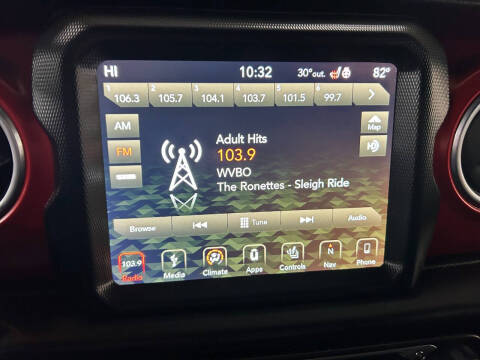 HI 10:32 30°out. 82°
1 2 3 4 5 6
106.3 105.7 104.1 103.7 101.5 99.7
AM
FM
Map
Adult Hits
103.9
WVBO
The Ronettes - Sleigh Ride
Browse Tune Audio
103.9 N
Radio Media Climate Apps Controls Nav Phone